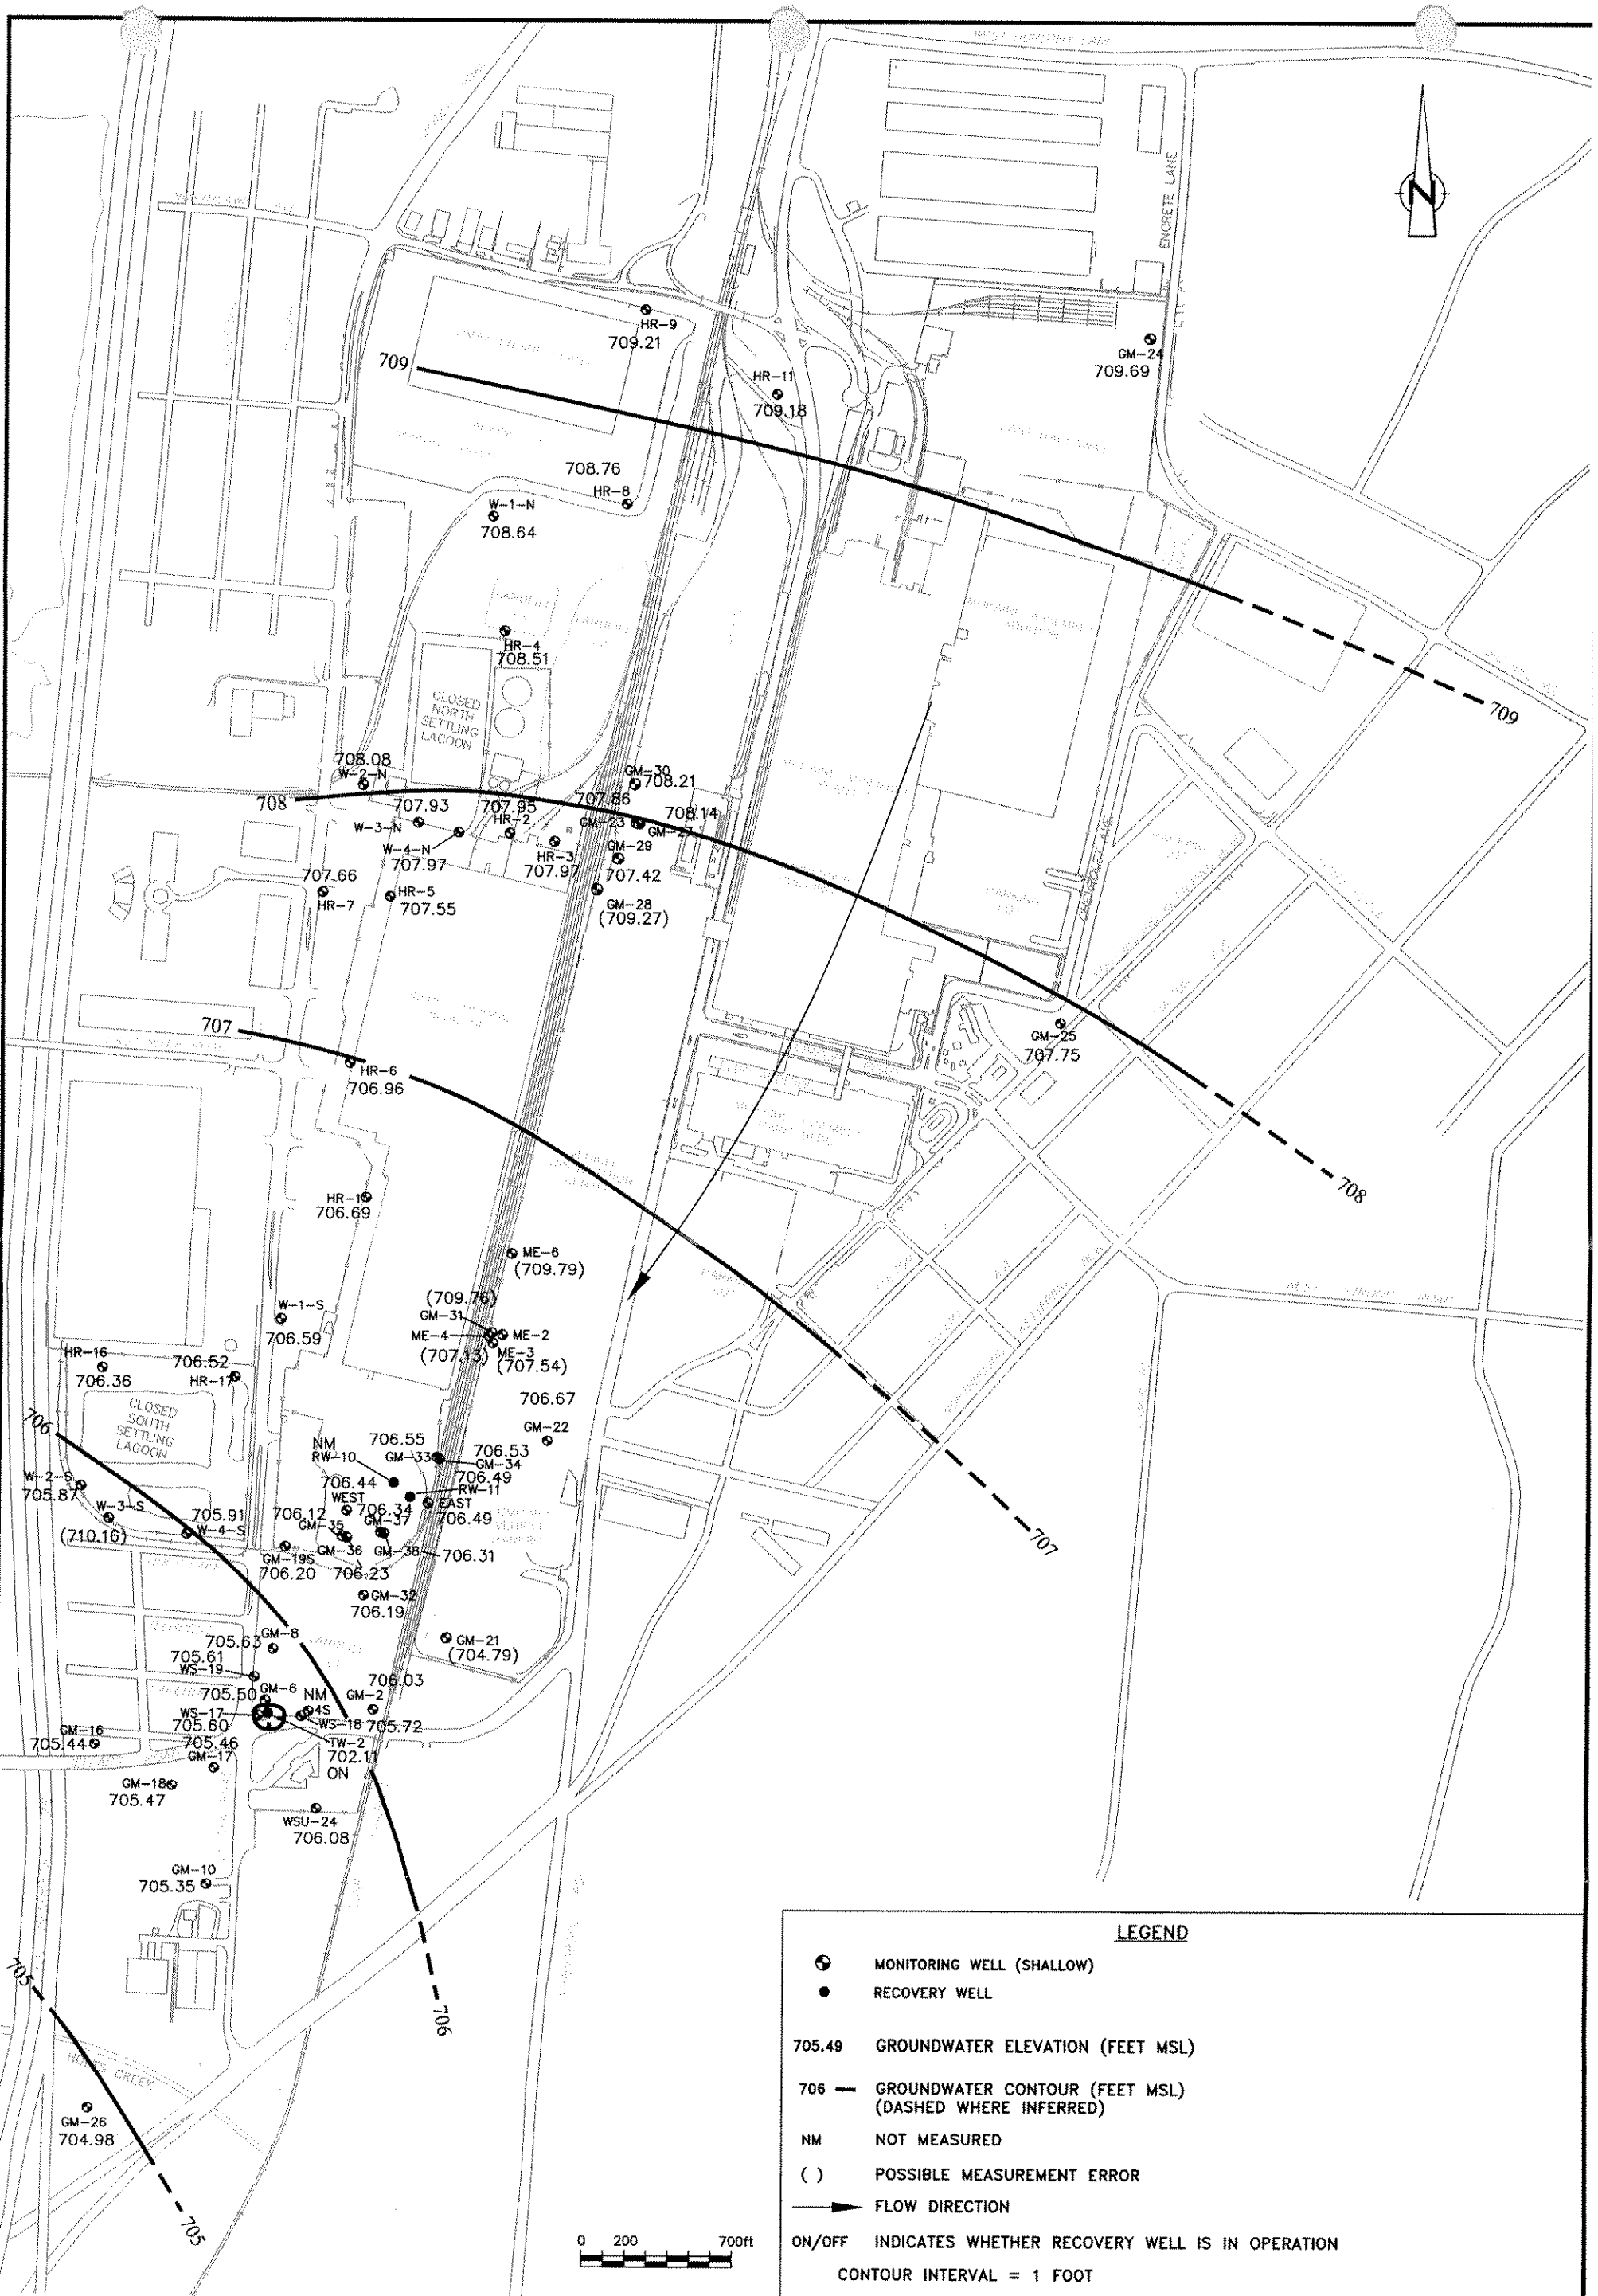 WEST DOROTHY LANE
N
ENCRETE LANE
HR-9
709.21
GM-24
709.69
709
HR-11
709.18
708.76
HR-8
W-1-N
708.64
LANDFILL
LANDFILL
HR-4
708.51
CLOSED
NORTH
SETTLING
LAGOON
709
708.08
W-2-N
GM-30
708.21
708
707.93
707.95
707.86
708.14
HR-2
GM-23
GM-27
W-3-N
W-4-N
707.97
HR-3
707.97
GM-29
707.42
707.66
HR-7
HR-5
707.55
GM-28
(709.27)
CHEVROLET AVE.
PARKING
LOT
707
GM-25
707.75
HR-6
706.96
708
HR-1
706.69
ME-6
(709.79)
(709.76)
GM-31
W-1-S
706.59
ME-4
ME-2
(707.13)
ME-3
(707.54)
HR-16
706.36
706.52
HR-17
706.67
CLOSED
SOUTH
SETTLING
LAGOON
706
GM-22
NM
RW-10
706.55
GM-33
706.53
GM-34
706.49
706.44
RW-11
W-2-S
705.87
WEST
706.34
EAST
706.49
W-3-S
(710.16)
705.91
W-4-S
706.12
GM-35
GM-37
707
GM-19S
706.20
GM-36
706.23
GM-38
706.31
GM-32
706.19
GM-8
705.63
GM-21
(704.79)
705.61
WS-19
706.03
GM-6
705.50
NM
4S
GM-2
WS-17
705.60
WS-18
705.72
GM-16
705.44
705.46
GM-17
TW-2
702.11
ON
GM-18
705.47
WSU-24
706.08
GM-10
705.35
705
706
HOLES CREEK
GM-26
704.98
705
0 200 700ft
LEGEND
MONITORING WELL (SHALLOW)
RECOVERY WELL
705.49 GROUNDWATER ELEVATION (FEET MSL)
706 GROUNDWATER CONTOUR (FEET MSL)
(DASHED WHERE INFERRED)
NM NOT MEASURED
( ) POSSIBLE MEASUREMENT ERROR
FLOW DIRECTION
ON/OFF INDICATES WHETHER RECOVERY WELL IS IN OPERATION
CONTOUR INTERVAL = 1 FOOT